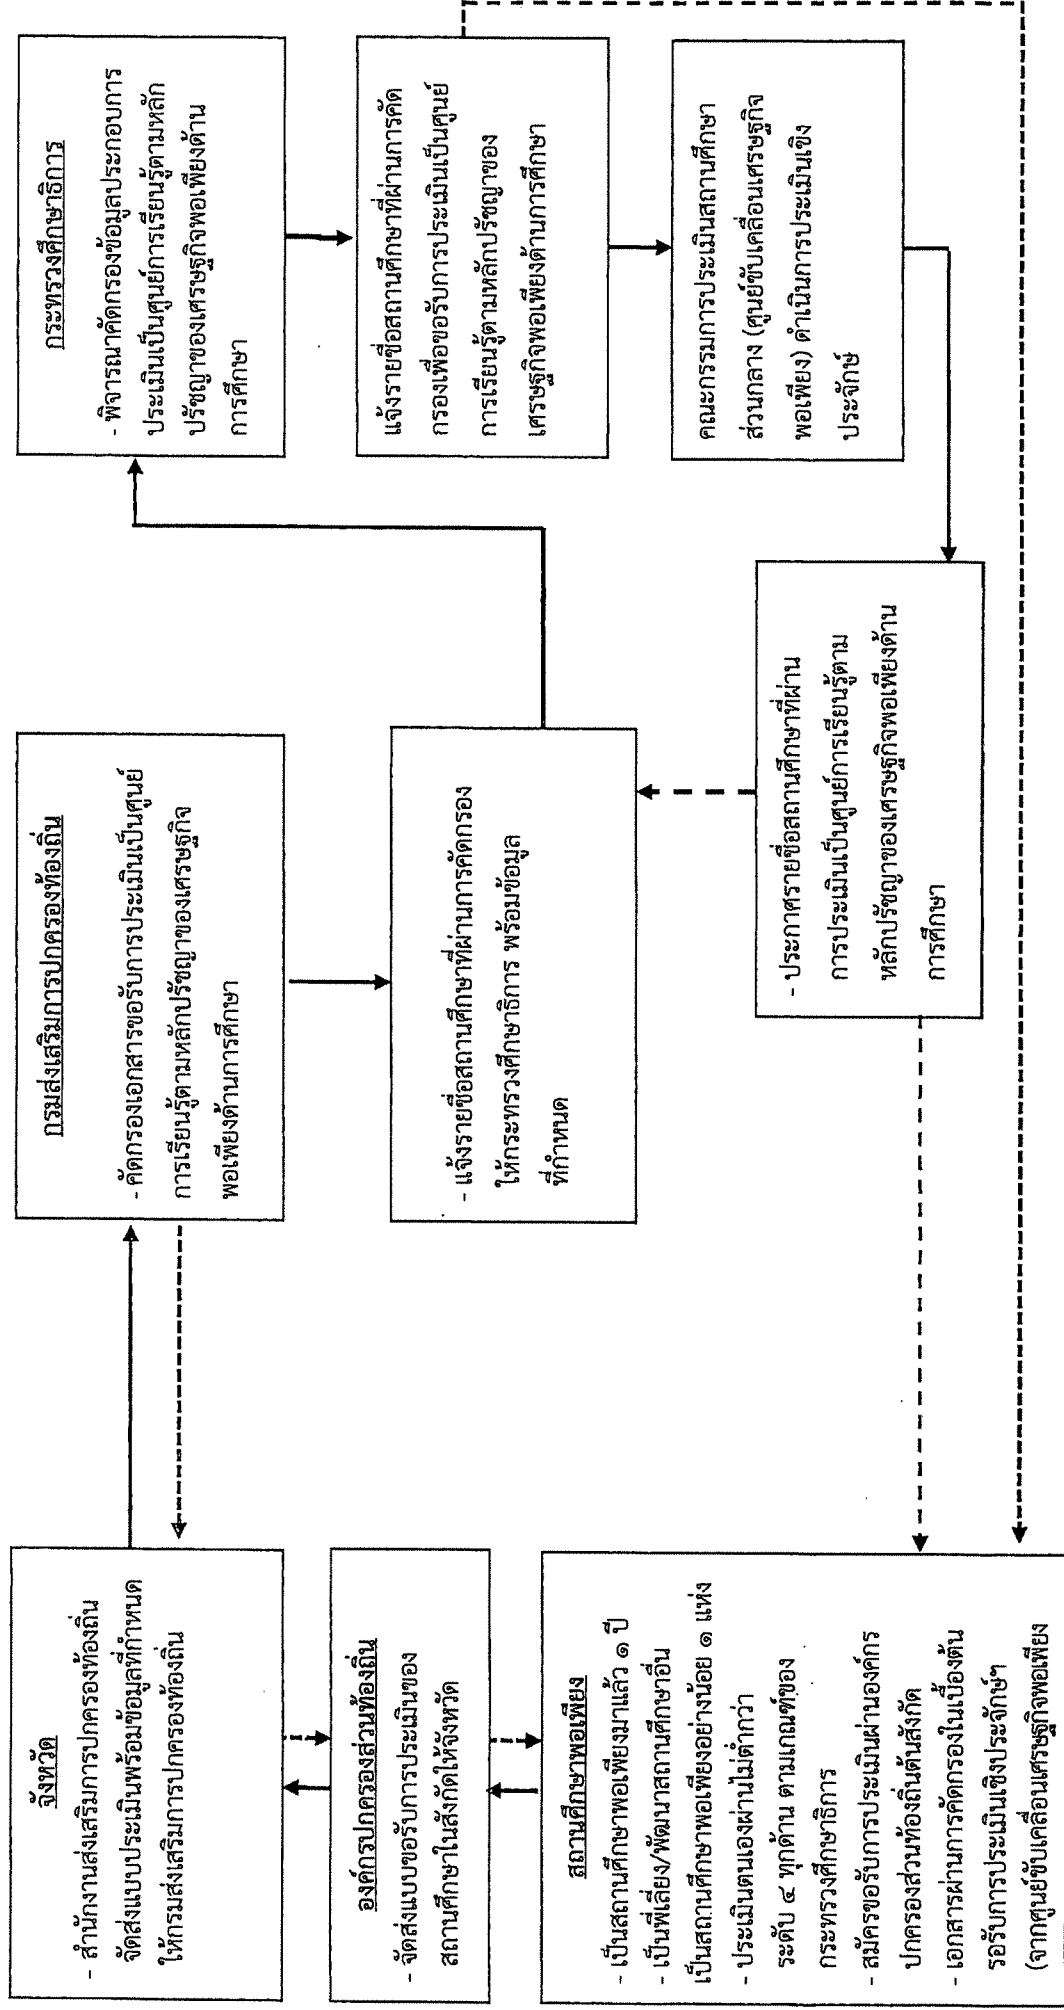 จังหวัด
- สำนักงานส่งเสริมการปกครองท้องถิ่น
จัดส่งแบบประเมินพร้อมข้อมูลที่กำหนด
ให้กรมส่งเสริมการปกครองท้องถิ่น
องค์กรปกครองส่วนท้องถิ่น
- จัดส่งแบบขอรับการประเมินของ
สถานศึกษาในสังกัดให้จังหวัด
สถานศึกษาพอเพียง
- เป็นสถานศึกษาพอเพียงมาแล้ว ๑ ปี
- เป็นพี่เลี้ยง/พัฒนาสถานศึกษาอื่น
เป็นสถานศึกษาพอเพียงอย่างน้อย ๑ แห่ง
- ประเมินตนเองผ่านไม่ต่ำกว่า
ระดับ ๔ ทุกด้าน ตามเกณฑ์ของ
กระทรวงศึกษาธิการ
- สมัครขอรับการประเมินผ่านองค์กร
ปกครองส่วนท้องถิ่นต้นสังกัด
- เอกสารผ่านการคัดกรองในเบื้องต้น
รอรับการประเมินเชิงประจักษ์ฯ
(จากศูนย์ขับเคลื่อนเศรษฐกิจพอเพียง
กรมส่งเสริมการปกครองท้องถิ่น
- คัดกรองเอกสารขอรับการประเมินเป็นศูนย์
การเรียนรู้ตามหลักปรัชญาของเศรษฐกิจ
พอเพียงด้านการศึกษา
- แจ้งรายชื่อสถานศึกษาที่ผ่านการคัดกรอง
ให้กระทรวงศึกษาธิการ พร้อมข้อมูล
ที่กำหนด
- ประกาศรายชื่อสถานศึกษาที่ผ่าน
การประเมินเป็นศูนย์การเรียนรู้ตาม
หลักปรัชญาของเศรษฐกิจพอเพียงด้าน
การศึกษา
กระทรวงศึกษาธิการ
- พิจารณาคัดกรองข้อมูลประกอบการ
ประเมินเป็นศูนย์การเรียนรู้ตามหลัก
ปรัชญาของเศรษฐกิจพอเพียงด้าน
การศึกษา
แจ้งรายชื่อสถานศึกษาที่ผ่านการคัด
กรองเพื่อขอรับการประเมินเป็นศูนย์
การเรียนรู้ตามหลักปรัชญาของ
เศรษฐกิจพอเพียงด้านการศึกษา
คณะกรรมการประเมินสถานศึกษา
ส่วนกลาง (ศูนย์ขับเคลื่อนเศรษฐกิจ
พอเพียง) ดำเนินการประเมินเชิง
ประจักษ์